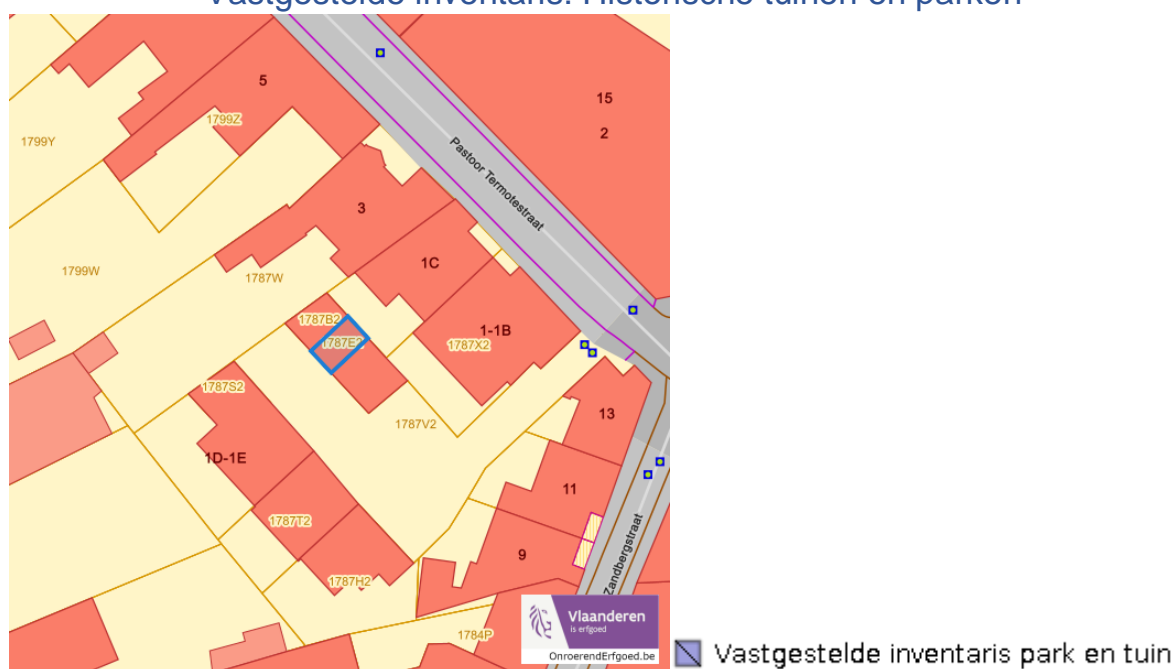 Vastgestelde inventaris: Historische tuinen en parken
5
15
2
1799Z
1799Y
Pastoor Termotestraat
3
1C
1799W
1787W
1787B2
1-1B
1787E2
1787X2
1787S2
13
1787V2
1D-1E
11
1787T2
Zandbergstraat
9
1787H2
1784P
Vlaanderen
is erfgoed
OnroerendErfgoed.be
Vastgestelde inventaris park en tuin